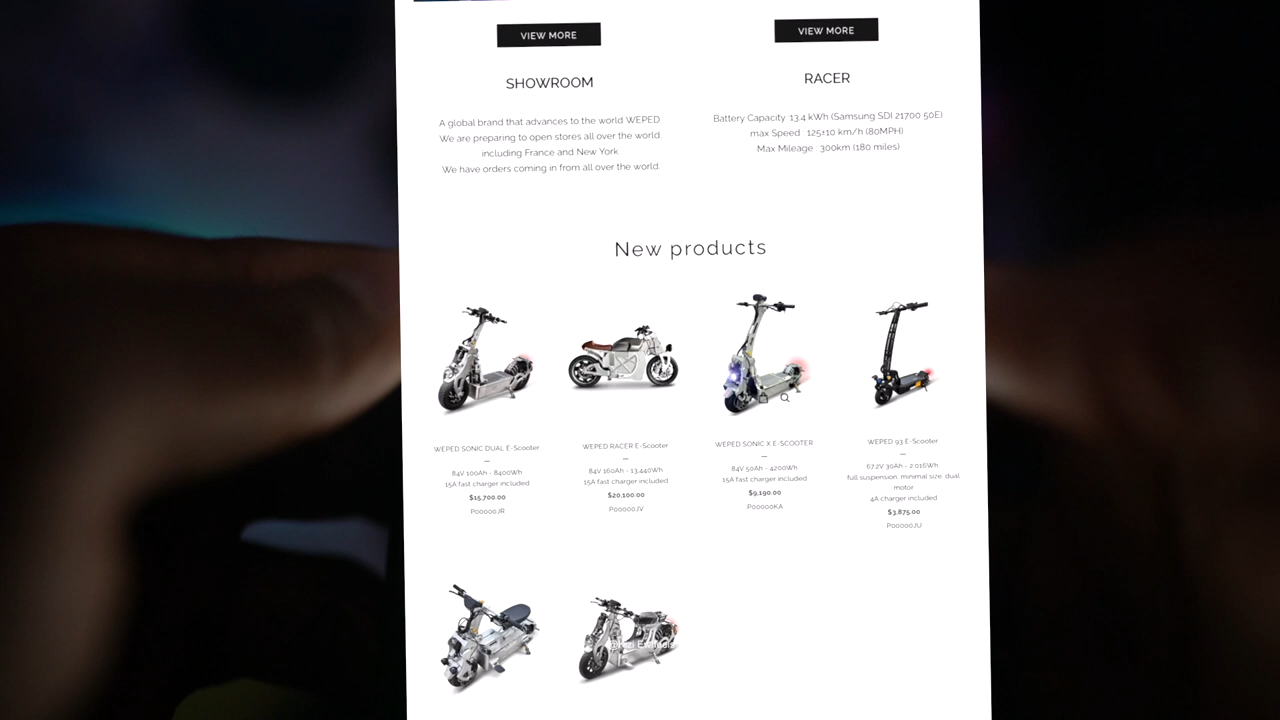 VIEW MORE
VIEW MORE
SHOWROOM
A global brand that advances to the world WEPED
We are preparing to open stores all over the world.
including France and New York.
We have orders coming in from all over the world.
RACER
Battery Capacity 13.4 kWh (Samsung SDI 21700 50E)
max Speed : 125±10 km/h (80MPH)
Max Mileage : 300km (180 miles)
New products
WEPED SONIC DUAL E-Scooter
84V 100Ah - 8400Wh
15A fast charger included
$15,700.00
P00000JR
WEPED RACER E-Scooter
84V 160Ah - 13,440Wh
15A fast charger included
$20,100.00
P00000JV
WEPED SONIC X E-SCOOTER
84V 50Ah - 4200Wh
15A fast charger included
$9,190.00
P00000KA
WEPED 93 E-Scooter
67.2V 30Ah - 2,016Wh
full suspension, minimal size, dual
motor
4A charger included
$3,875.00
P00000JU